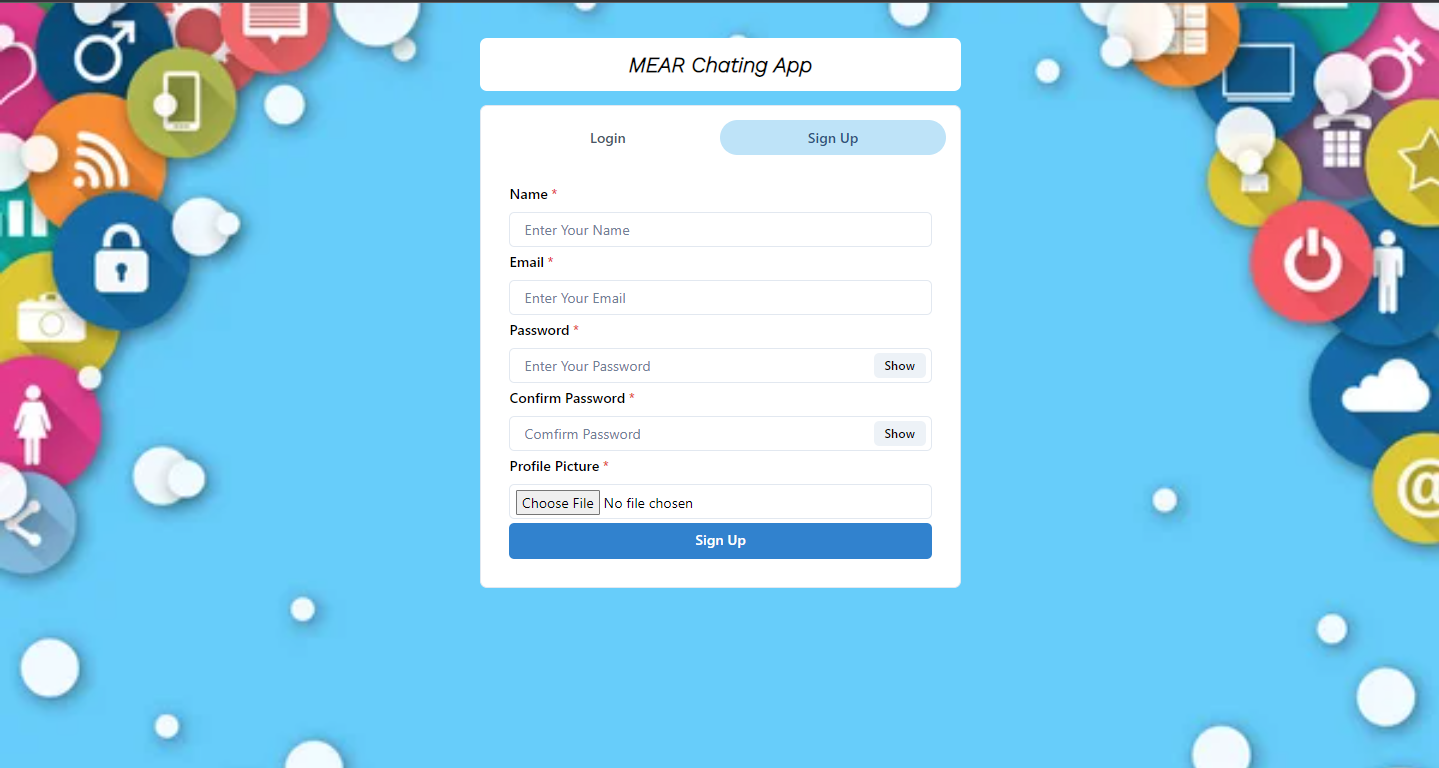 MEAR Chating App
Login Sign Up
Name *
Enter Your Name
Email *
Enter Your Email
Password *
Enter Your Password Show
Confirm Password *
Comfirm Password Show
Profile Picture *
Choose File No file chosen
Sign Up